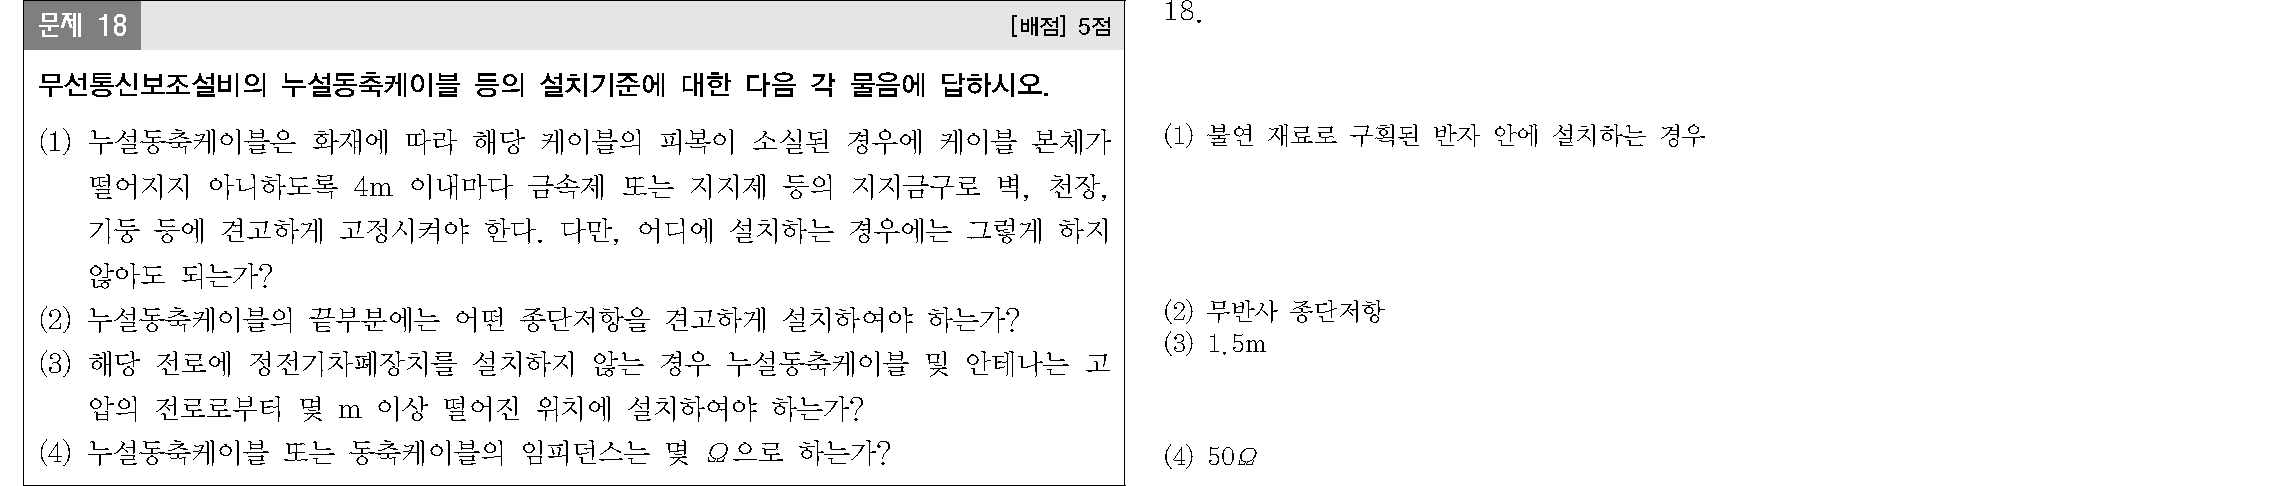 문제 18
[배점] 5점
무선통신보조설비의 누설동축케이블 등의 설치기준에 대한 다음 각 물음에 답하시오.
(1) 누설동축케이블은 화재에 따라 해당 케이블의 피복이 소실된 경우에 케이블 본체가
떨어지지 아니하도록 4m 이내마다 금속제 또는 지지제 등의 지지금구로 벽, 천장,
기둥 등에 견고하게 고정시켜야 한다. 다만, 어디에 설치하는 경우에는 그렇게 하지
않아도 되는가?
(2) 누설동축케이블의 끝부분에는 어떤 종단저항을 견고하게 설치하여야 하는가?
(3) 해당 전로에 정전기차폐장치를 설치하지 않는 경우 누설동축케이블 및 안테나는 고
압의 전로로부터 몇 m 이상 떨어진 위치에 설치하여야 하는가?
(4) 누설동축케이블 또는 동축케이블의 임피던스는 몇 Ω으로 하는가?
18.
(1) 불연 재료로 구획된 반자 안에 설치하는 경우
(2) 무반사 종단저항
(3) 1.5m
(4) 50Ω